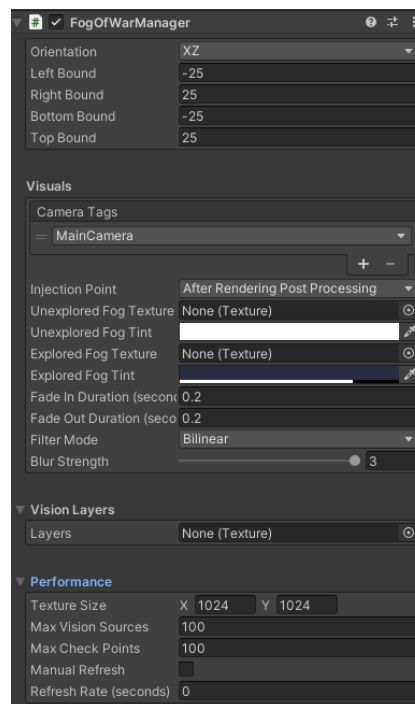 FogOfWarManager
Orientation XZ
Left Bound -25
Right Bound 25
Bottom Bound -25
Top Bound 25
Visuals
Camera Tags
MainCamera
Injection Point After Rendering Post Processing
Unexplored Fog Texture None (Texture)
Unexplored Fog Tint
Explored Fog Texture None (Texture)
Explored Fog Tint
Fade In Duration (secon 0.2
Fade Out Duration (seco 0.2
Filter Mode Bilinear
Blur Strength 3
Vision Layers
Layers None (Texture)
Performance
Texture Size X 1024 Y 1024
Max Vision Sources 100
Max Check Points 100
Manual Refresh
Refresh Rate (seconds) 0